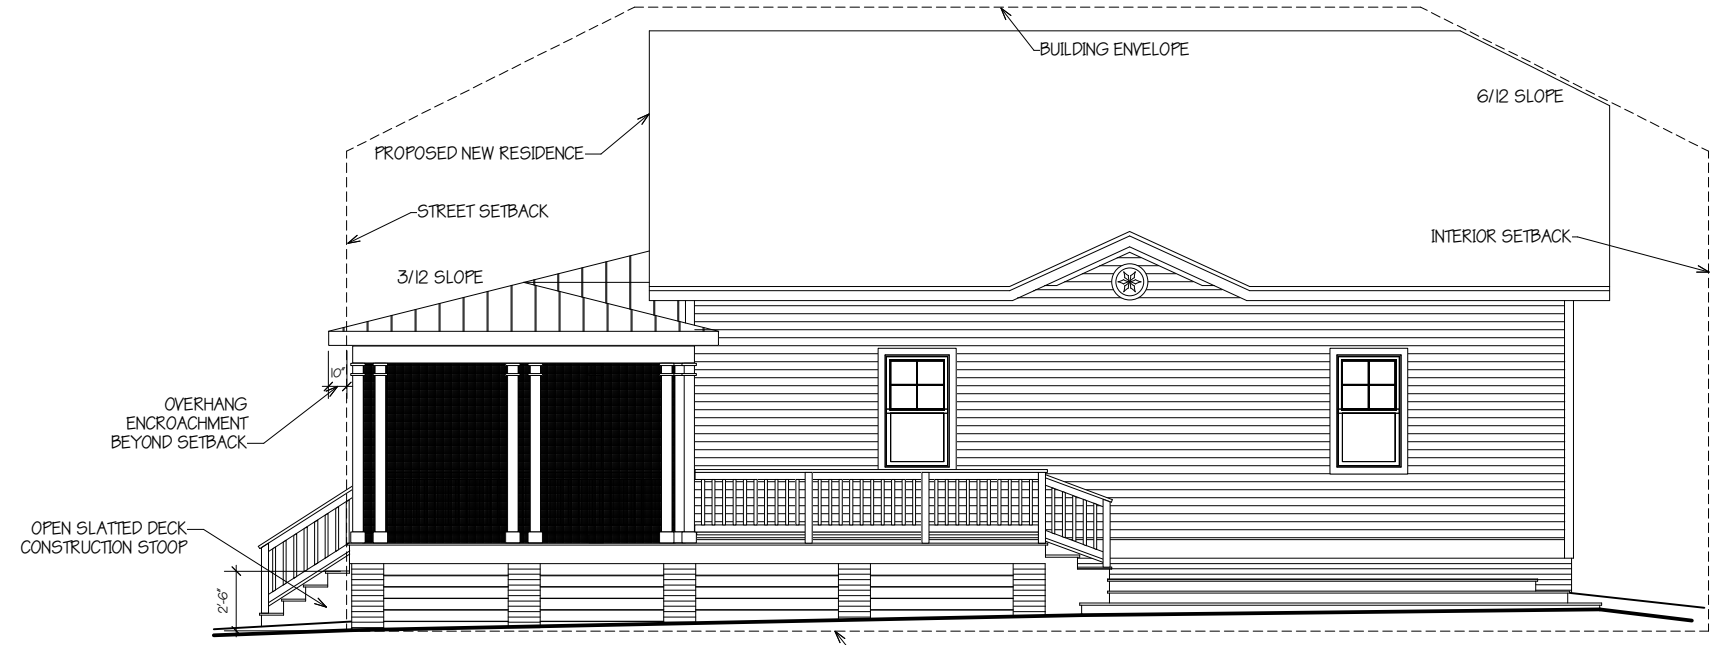 BUILDING ENVELOPE
6/12 SLOPE
PROPOSED NEW RESIDENCE
STREET SETBACK
INTERIOR SETBACK
3/12 SLOPE
10"
OVERHANG
ENCROACHMENT
BEYOND SETBACK
OPEN SLATTED DECK
CONSTRUCTION STOOP
2'-6"